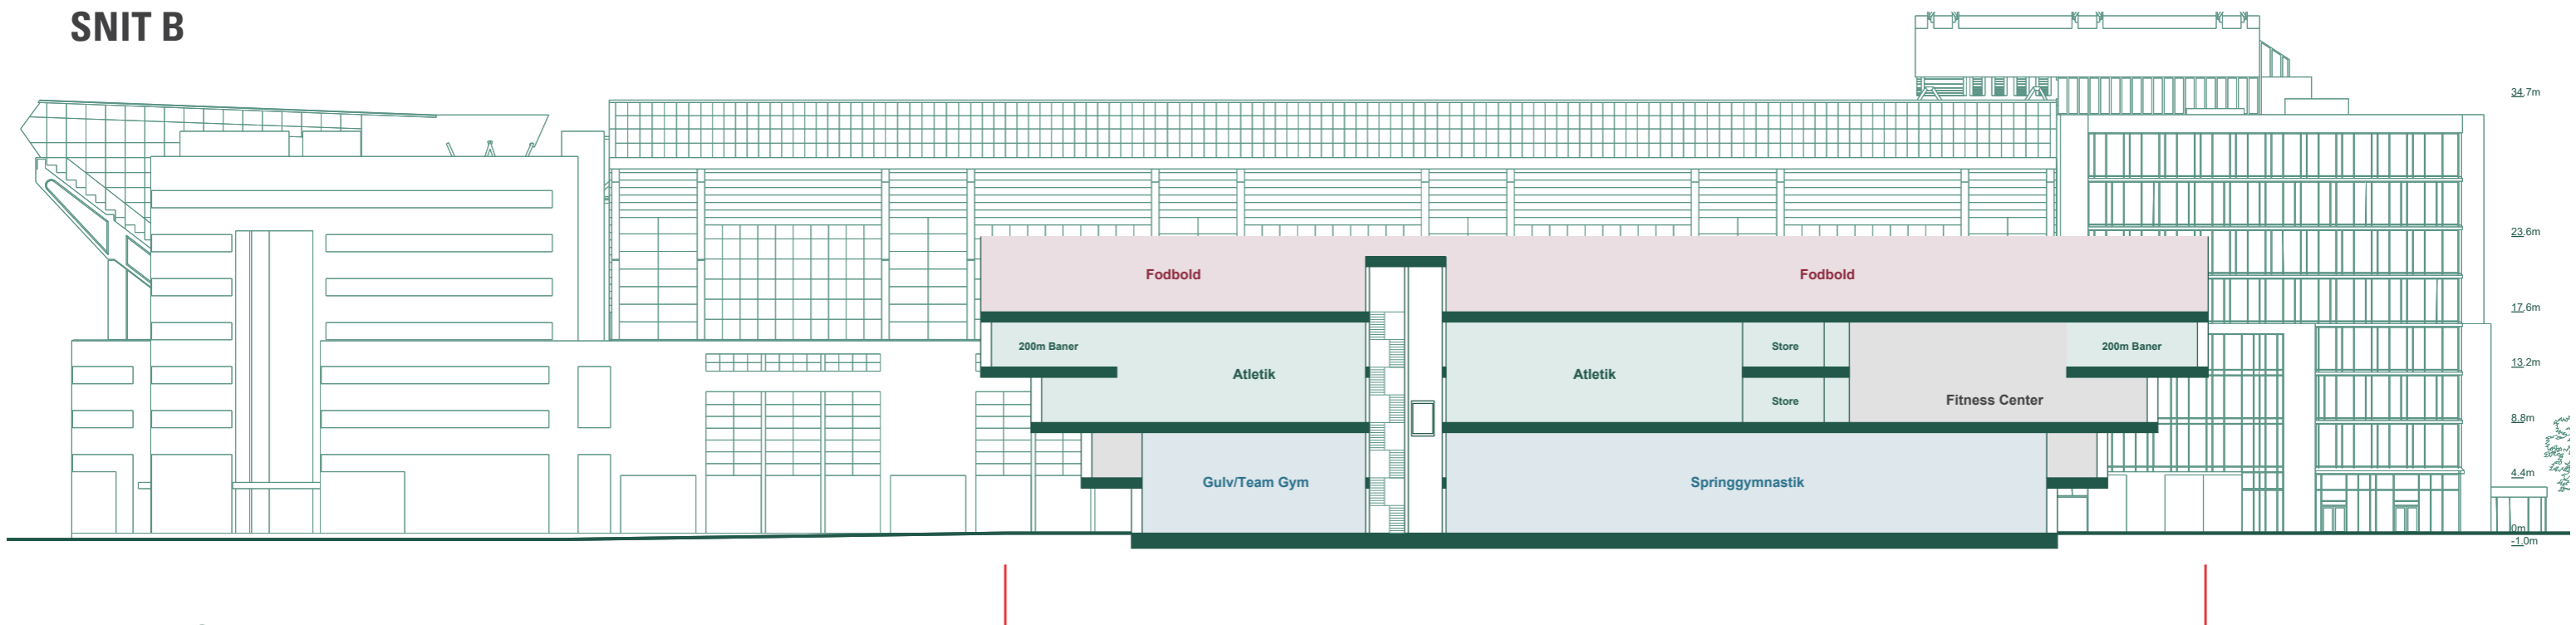 SNIT B
34,7m
23,6m
Fodbold
Fodbold
17,6m
200m Baner
Store
200m Baner
13,2m
Atletik
Atletik
Store
Fitness Center
8,8m
4,4m
Gulv/Team Gym
Springgymnastik
0m
-1,0m